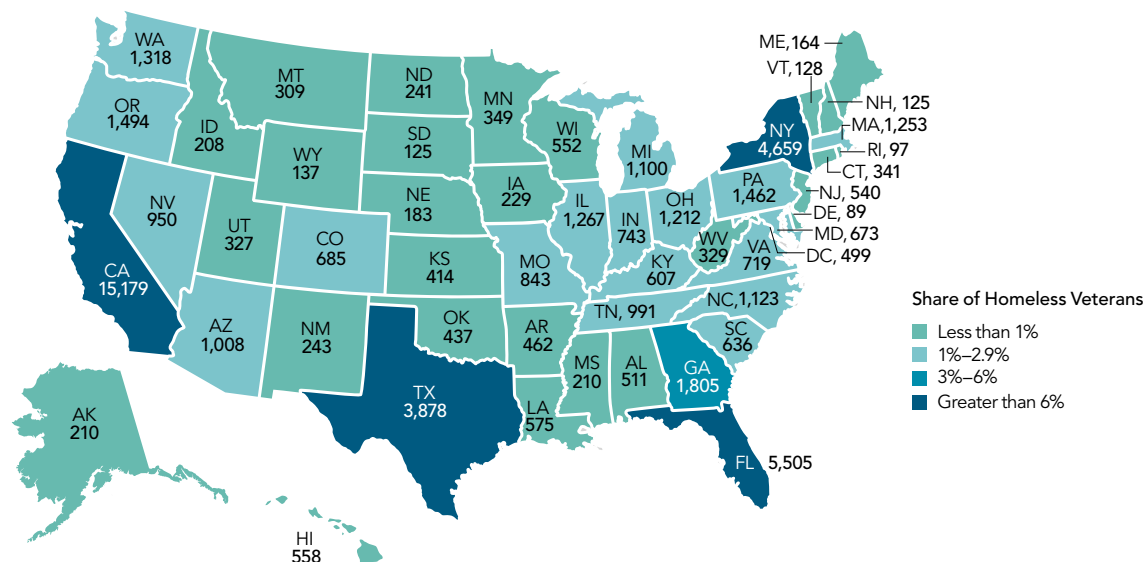 WA
1,318
OR
1,494
ID
208
MT
309
ND
241
MN
349
SD
125
WY
137
WI
552
MI
1,100
NY
4,659
ME, 164
VT, 128
NH, 125
MA, 1,253
RI, 97
CT, 341
NJ, 540
DE, 89
MD, 673
DC, 499
PA
1,462
NV
950
UT
327
CO
685
NE
183
IA
229
IL
1,267
IN
743
OH
1,212
WV
329
VA
719
KS
414
MO
843
KY
607
CA
15,179
AZ
1,008
NM
243
OK
437
AR
462
TN, 991
NC, 1,123
SC
636
TX
3,878
LA
575
MS
210
AL
511
GA
1,805
FL 5,505
AK
210
HI
558
Share of Homeless Veterans
Less than 1%
1%–2.9%
3%–6%
Greater than 6%